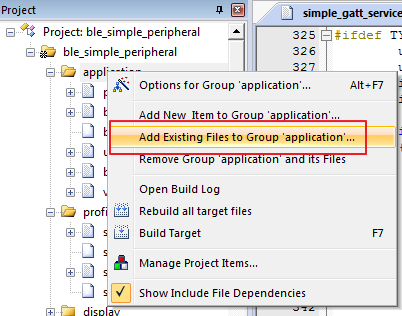 Project
simple_gatt_service
Project: ble_simple_peripheral
ble_simple_peripheral
application
325
#ifdef TY
326
327
Options for Group 'application'...
Alt+F7
Add New Item to Group 'application'...
Add Existing Files to Group 'application'...
Remove Group 'application' and its Files
Open Build Log
Rebuild all target files
Build Target
F7
Manage Project Items...
Show Include File Dependencies
display
342